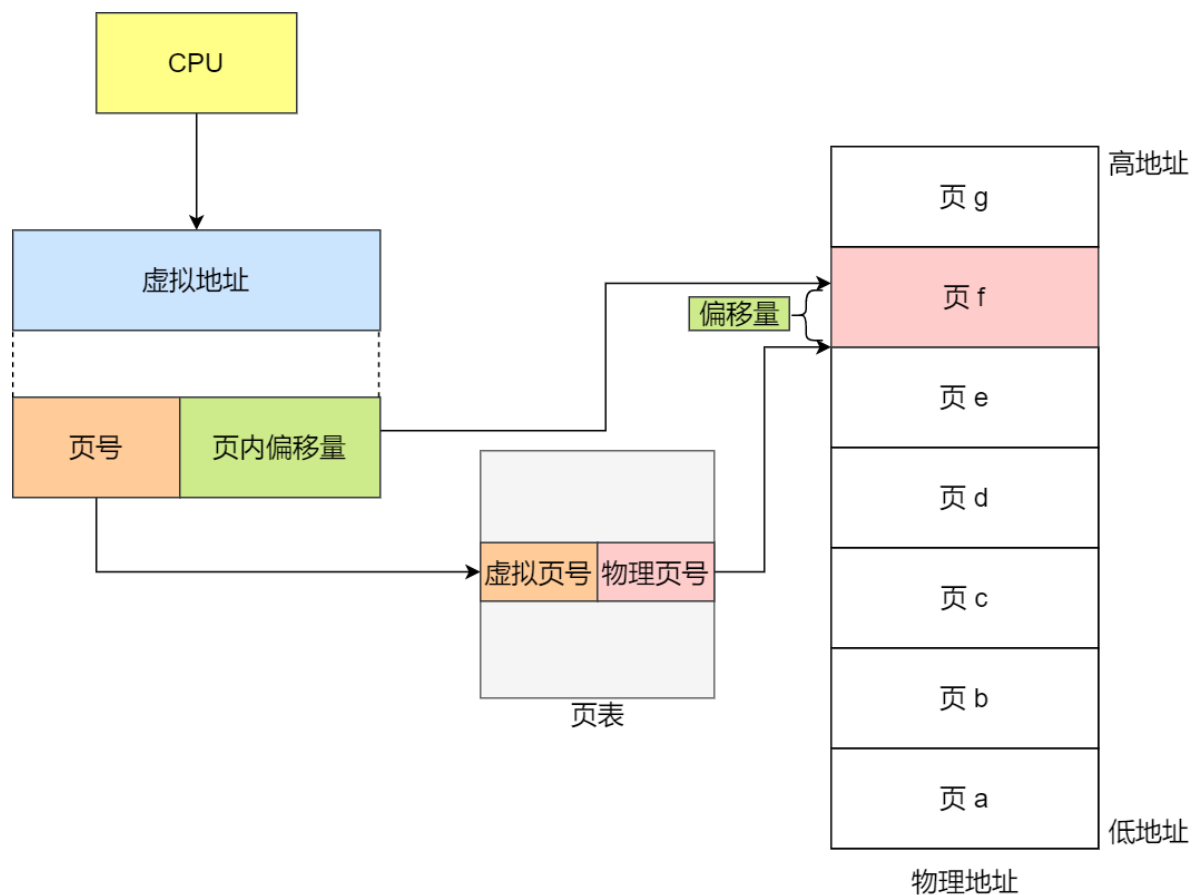 CPU
高地址
页 g
虚拟地址
页 f
偏移量
页号
页内偏移量
页 e
页 d
虚拟页号
物理页号
页 c
页表
页 b
页 a
低地址
物理地址